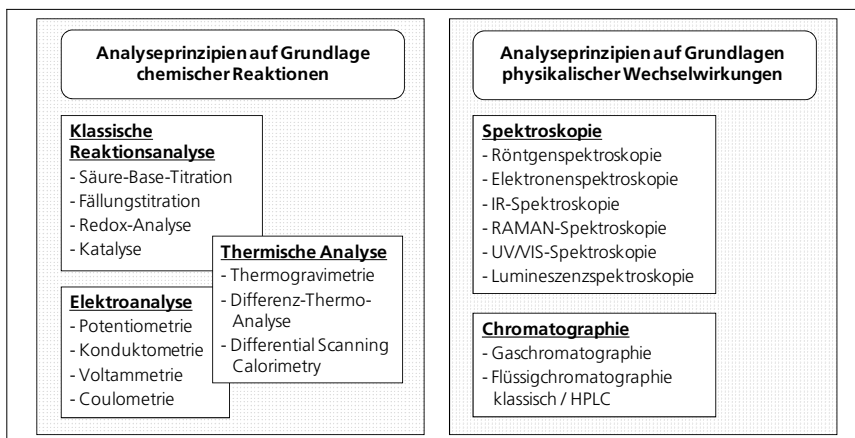 Analyseprinzipien auf Grundlage
chemischer Reaktionen
Klassische
Reaktionsanalyse
- Säure-Base-Titration
- Fällungstitration
- Redox-Analyse
- Katalyse
Thermische Analyse
- Thermogravimetrie
- Differenz-Thermo-
Analyse
- Differential Scanning
Calorimetry
Elektroanalyse
- Potentiometrie
- Konduktometrie
- Voltammetrie
- Coulometrie
Analyseprinzipien auf Grundlagen
physikalischer Wechselwirkungen
Spektroskopie
- Röntgenspektroskopie
- Elektronenspektroskopie
- IR-Spektroskopie
- RAMAN-Spektroskopie
- UV/VIS-Spektroskopie
- Lumineszenzspektroskopie
Chromatographie
- Gaschromatographie
- Flüssigchromatographie
klassisch / HPLC